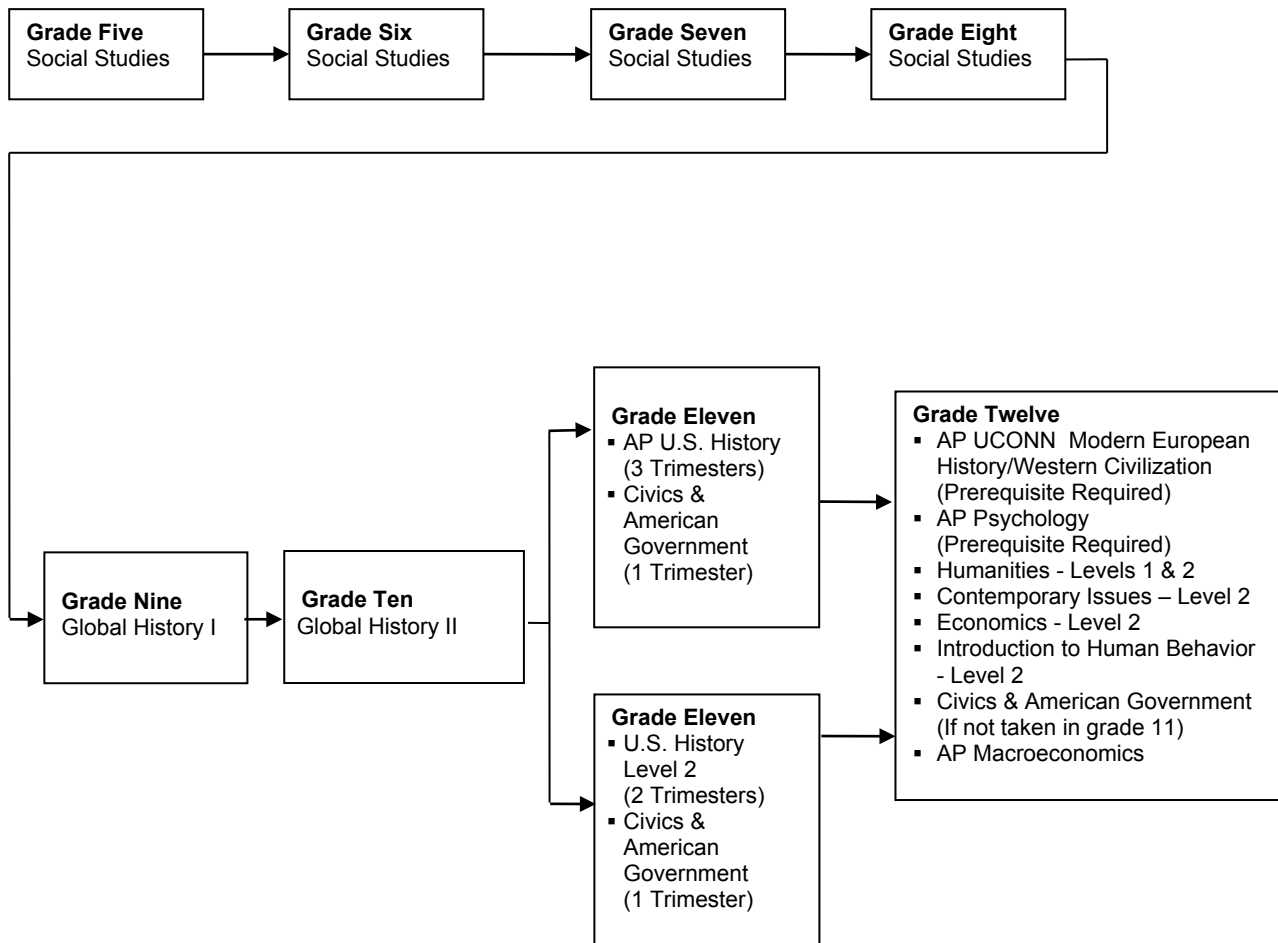 Grade Five
Social Studies
Grade Six
Social Studies
Grade Seven
Social Studies
Grade Eight
Social Studies
Grade Nine
Global History I
Grade Ten
Global History II
Grade Eleven
▪ AP U.S. History
(3 Trimesters)
▪ Civics &
American
Government
(1 Trimester)
Grade Eleven
▪ U.S. History
Level 2
(2 Trimesters)
▪ Civics &
American
Government
(1 Trimester)
Grade Twelve
▪ AP UCONN  Modern European
History/Western Civilization
(Prerequisite Required)
▪ AP Psychology
(Prerequisite Required)
▪ Humanities - Levels 1 & 2
▪ Contemporary Issues – Level 2
▪ Economics - Level 2
▪ Introduction to Human Behavior
- Level 2
▪ Civics & American Government
(If not taken in grade 11)
▪ AP Macroeconomics